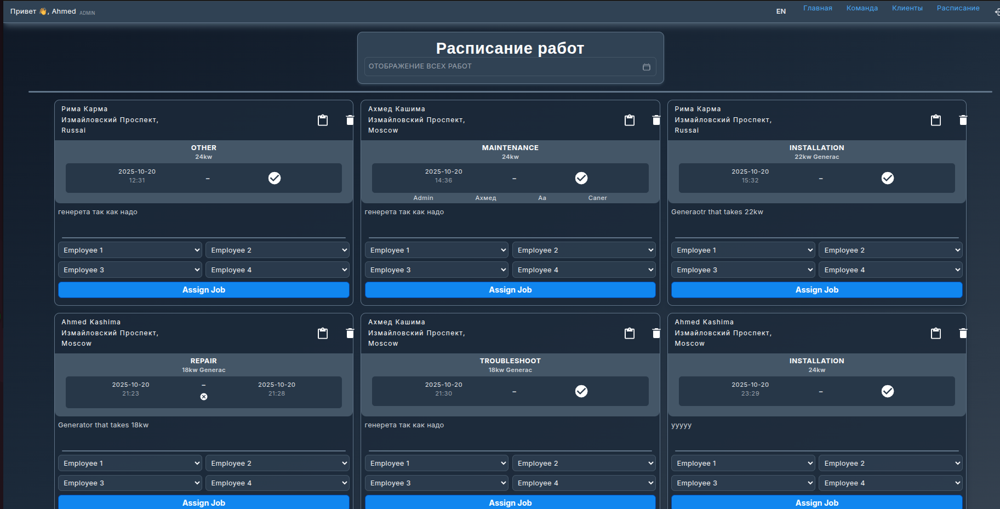 Привет 👋, Ahmed ADMIN
EN Главная Команда Клиенты Расписание
Расписание работ
ОТОБРАЖЕНИЕ ВСЕХ РАБОТ
Рима Карма
Измайловский Проспект,
Russai
OTHER
24kw
2025-10-20
12:31
–
генерета так как надо
Employee 1 Employee 2
Employee 3 Employee 4
Assign Job
Ахмед Кашима
Измайловский Проспект,
Moscow
MAINTENANCE
24kw
2025-10-20
14:36
–
Admin Ахмед Аа Caner
генерета так как надо
Employee 1 Employee 2
Employee 3 Employee 4
Assign Job
Рима Карма
Измайловский Проспект,
Russai
INSTALLATION
22kw Generac
2025-10-20
15:32
–
Generaotr that takes 22kw
Employee 1 Employee 2
Employee 3 Employee 4
Assign Job
Ahmed Kashima
Измайловский Проспект,
Moscow
REPAIR
18kw Generac
2025-10-20 – 2025-10-20
21:23 21:28
Generator that takes 18kw
Employee 1 Employee 2
Employee 3 Employee 4
Assign Job
Ахмед Кашима
Измайловский Проспект,
Moscow
TROUBLESHOOT
18kw Generac
2025-10-20
21:30
–
генерета так как надо
Employee 1 Employee 2
Employee 3 Employee 4
Assign Job
Ahmed Kashima
Измайловский Проспект,
Moscow
INSTALLATION
24kw
2025-10-20
23:29
–
yyyyy
Employee 1 Employee 2
Employee 3 Employee 4
Assign Job